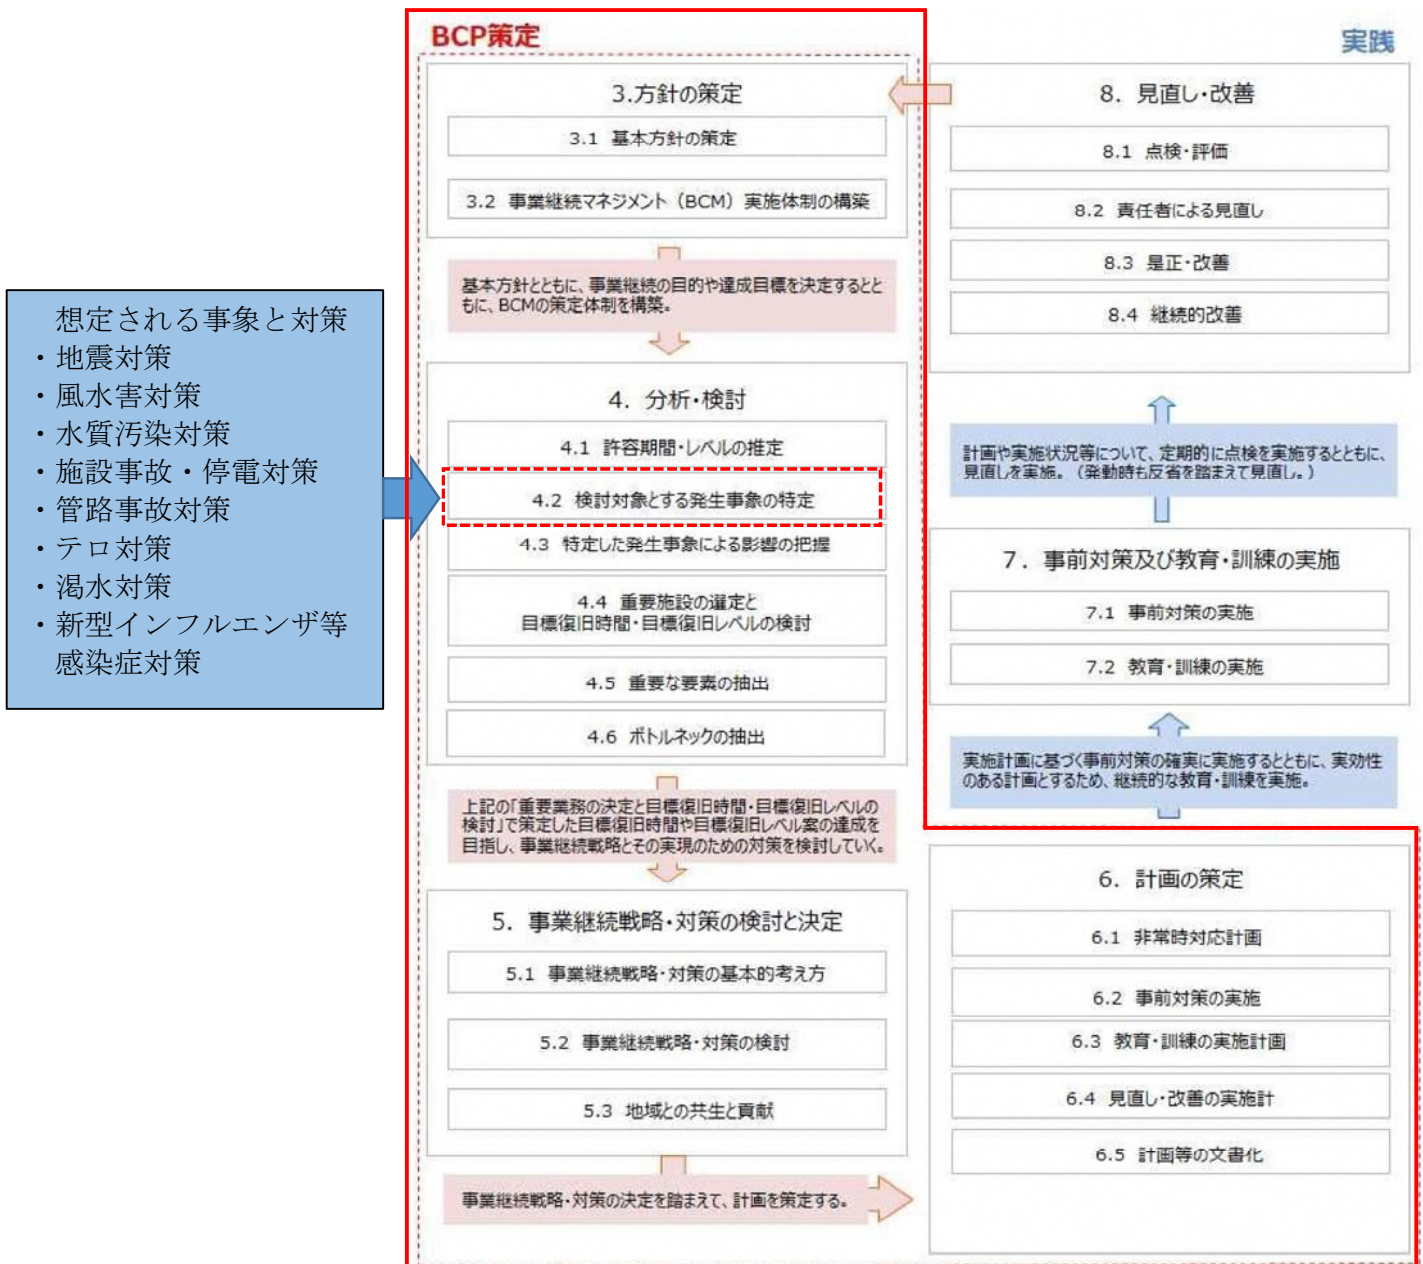 BCP策定
実践
想定される事象と対策
・地震対策
・風水害対策
・水質汚染対策
・施設事故・停電対策
・管路事故対策
・テロ対策
・渇水対策
・新型インフルエンザ等
感染症対策
3.方針の策定
3.1 基本方針の策定
3.2 事業継続マネジメント（BCM）実施体制の構築
基本方針とともに、事業継続の目的や達成目標を決定するとと
もに、BCMの策定体制を構築。
4. 分析・検討
4.1 許容期間・レベルの推定
4.2 検討対象とする発生事象の特定
4.3 特定した発生事象による影響の把握
4.4 重要施設の選定と
目標復旧時間・目標復旧レベルの検討
4.5 重要な要素の抽出
4.6 ボトルネックの抽出
上記の「重要業務の決定と目標復旧時間・目標復旧レベルの
検討」で策定した目標復旧時間や目標復旧レベル案の達成を
目指し、事業継続戦略とその実現のための対策を検討していく。
5. 事業継続戦略・対策の検討と決定
5.1 事業継続戦略・対策の基本的考え方
5.2 事業継続戦略・対策の検討
5.3 地域との共生と貢献
事業継続戦略・対策の決定を踏まえて、計画を策定する。
8. 見直し・改善
8.1 点検・評価
8.2 責任者による見直し
8.3 是正・改善
8.4 継続的改善
計画や実施状況等について、定期的に点検を実施するとともに、
見直しを実施。（発動時も反省を踏まえて見直し。）
7. 事前対策及び教育・訓練の実施
7.1 事前対策の実施
7.2 教育・訓練の実施
実施計画に基づく事前対策の確実に実施するとともに、実効性
のある計画とするため、継続的な教育・訓練を実施。
6. 計画の策定
6.1 非常時対応計画
6.2 事前対策の実施
6.3 教育・訓練の実施計画
6.4 見直し・改善の実施計
6.5 計画等の文書化